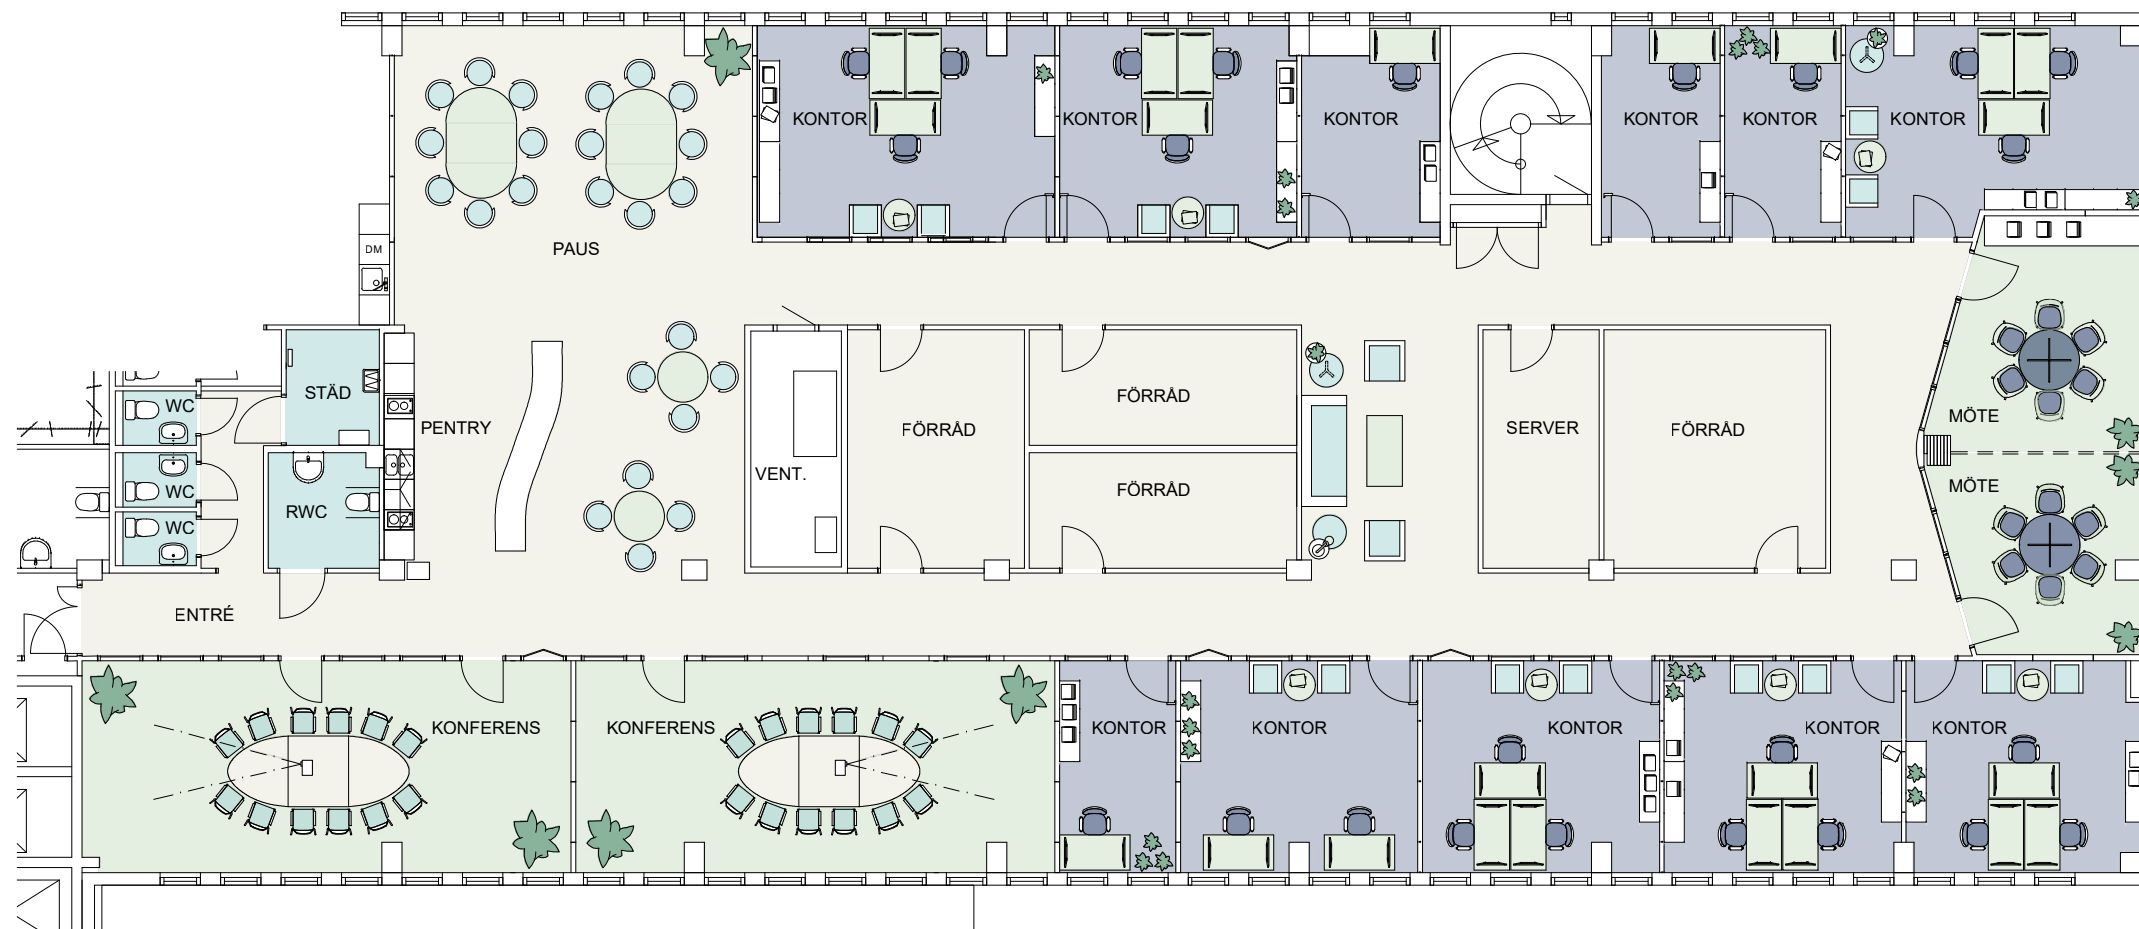 KONTOR
KONTOR
KONTOR
KONTOR
KONTOR
KONTOR
PAUS
DM
STÄD
WC
PENTRY
FÖRRÅD
FÖRRÅD
SERVER
FÖRRÅD
MÖTE
VENT.
WC
FÖRRÅD
MÖTE
RWC
WC
ENTRÉ
KONFERENS
KONFERENS
KONTOR
KONTOR
KONTOR
KONTOR
KONTOR